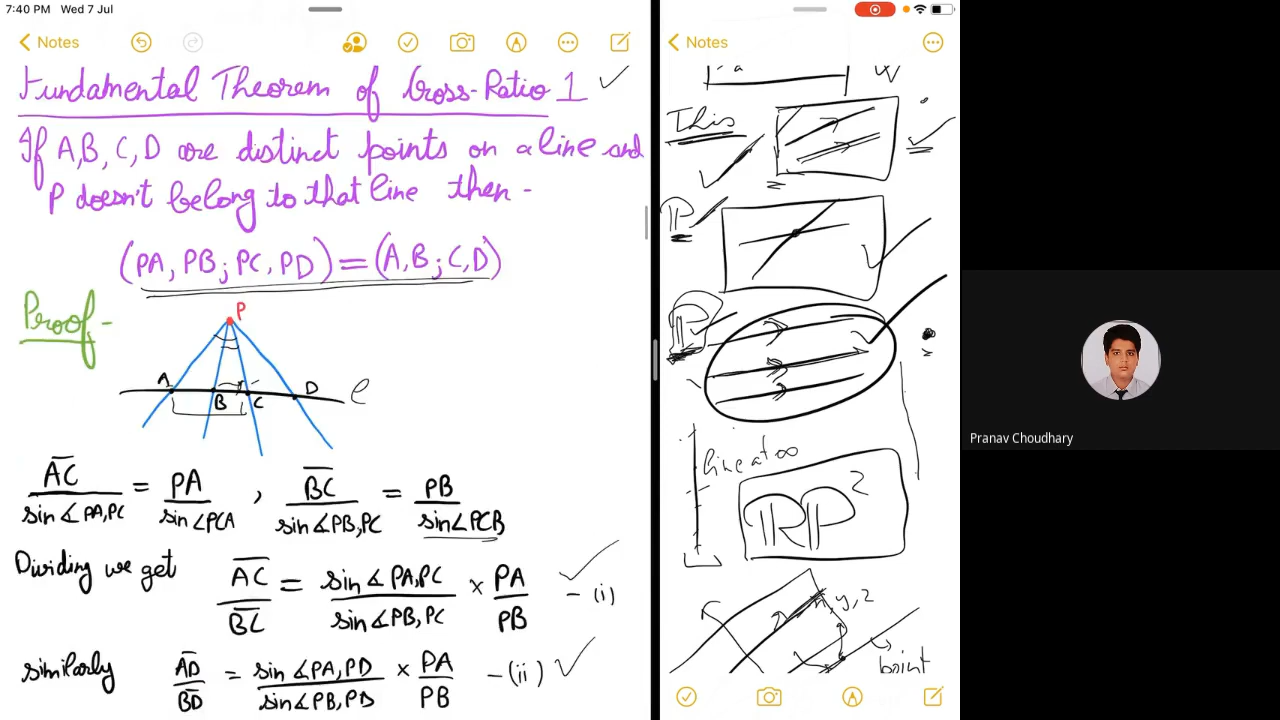 7:40 PM Wed 7 Jul
Notes
Fundamental Theorem of Cross-Ratio 1
If A,B,C,D are distinct points on a line and
P doesn't belong to that line then -
(PA, PB; PC, PD) = (A,B; C,D)
Proof -
P
A B C D ℓ
AC / sin∡PA,PC = PA / sin∠PCA , BC / sin∡PB,PC = PB / sin∠PCB
Dividing we get AC / BC = sin∡PA,PC / sin∡PB,PC × PA / PB - (i)
similarly AD / BD = sin∡PA,PD / sin∡PB,PD × PA / PB - (ii)
Notes
This
P
P
line at ∞
RP²
x,y,z
point
Pranav Choudhary